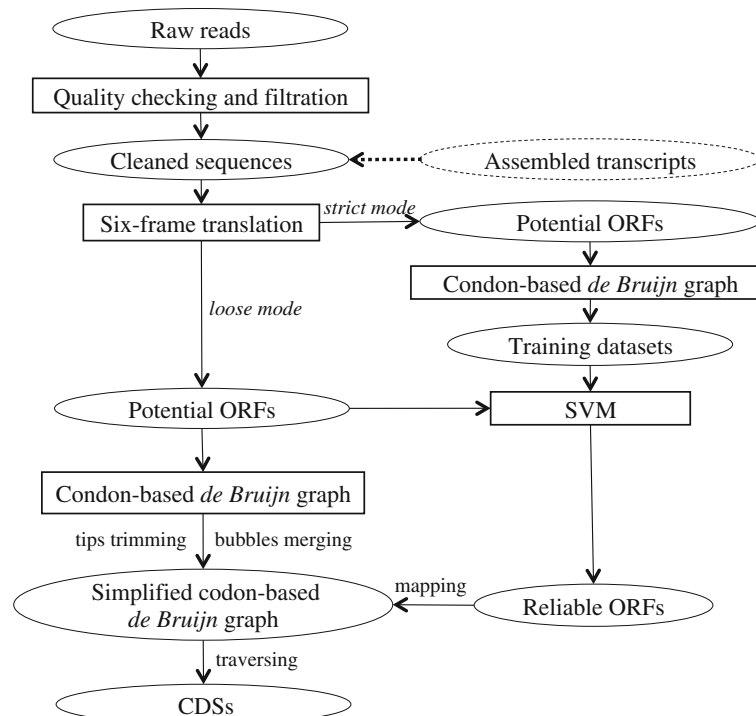 Raw reads
Quality checking and filtration
Cleaned sequences
Assembled transcripts
Six-frame translation
strict mode
Potential ORFs
Condon-based de Bruijn graph
loose mode
Training datasets
Potential ORFs
SVM
Condon-based de Bruijn graph
tips trimming
bubbles merging
Simplified codon-based
de Bruijn graph
mapping
Reliable ORFs
traversing
CDSs